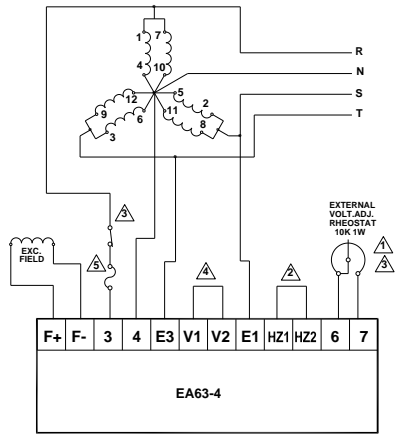 1 7
R
4 10
N
12 5
S
9 2
6 11
T
3 8
3
EXTERNAL
VOLT.ADJ.
RHEOSTAT
10K 1W
1
EXC.
FIELD
5
4
2
3
F+ F- 3 4 E3 V1 V2 E1 HZ1 HZ2 6 7
EA63-4